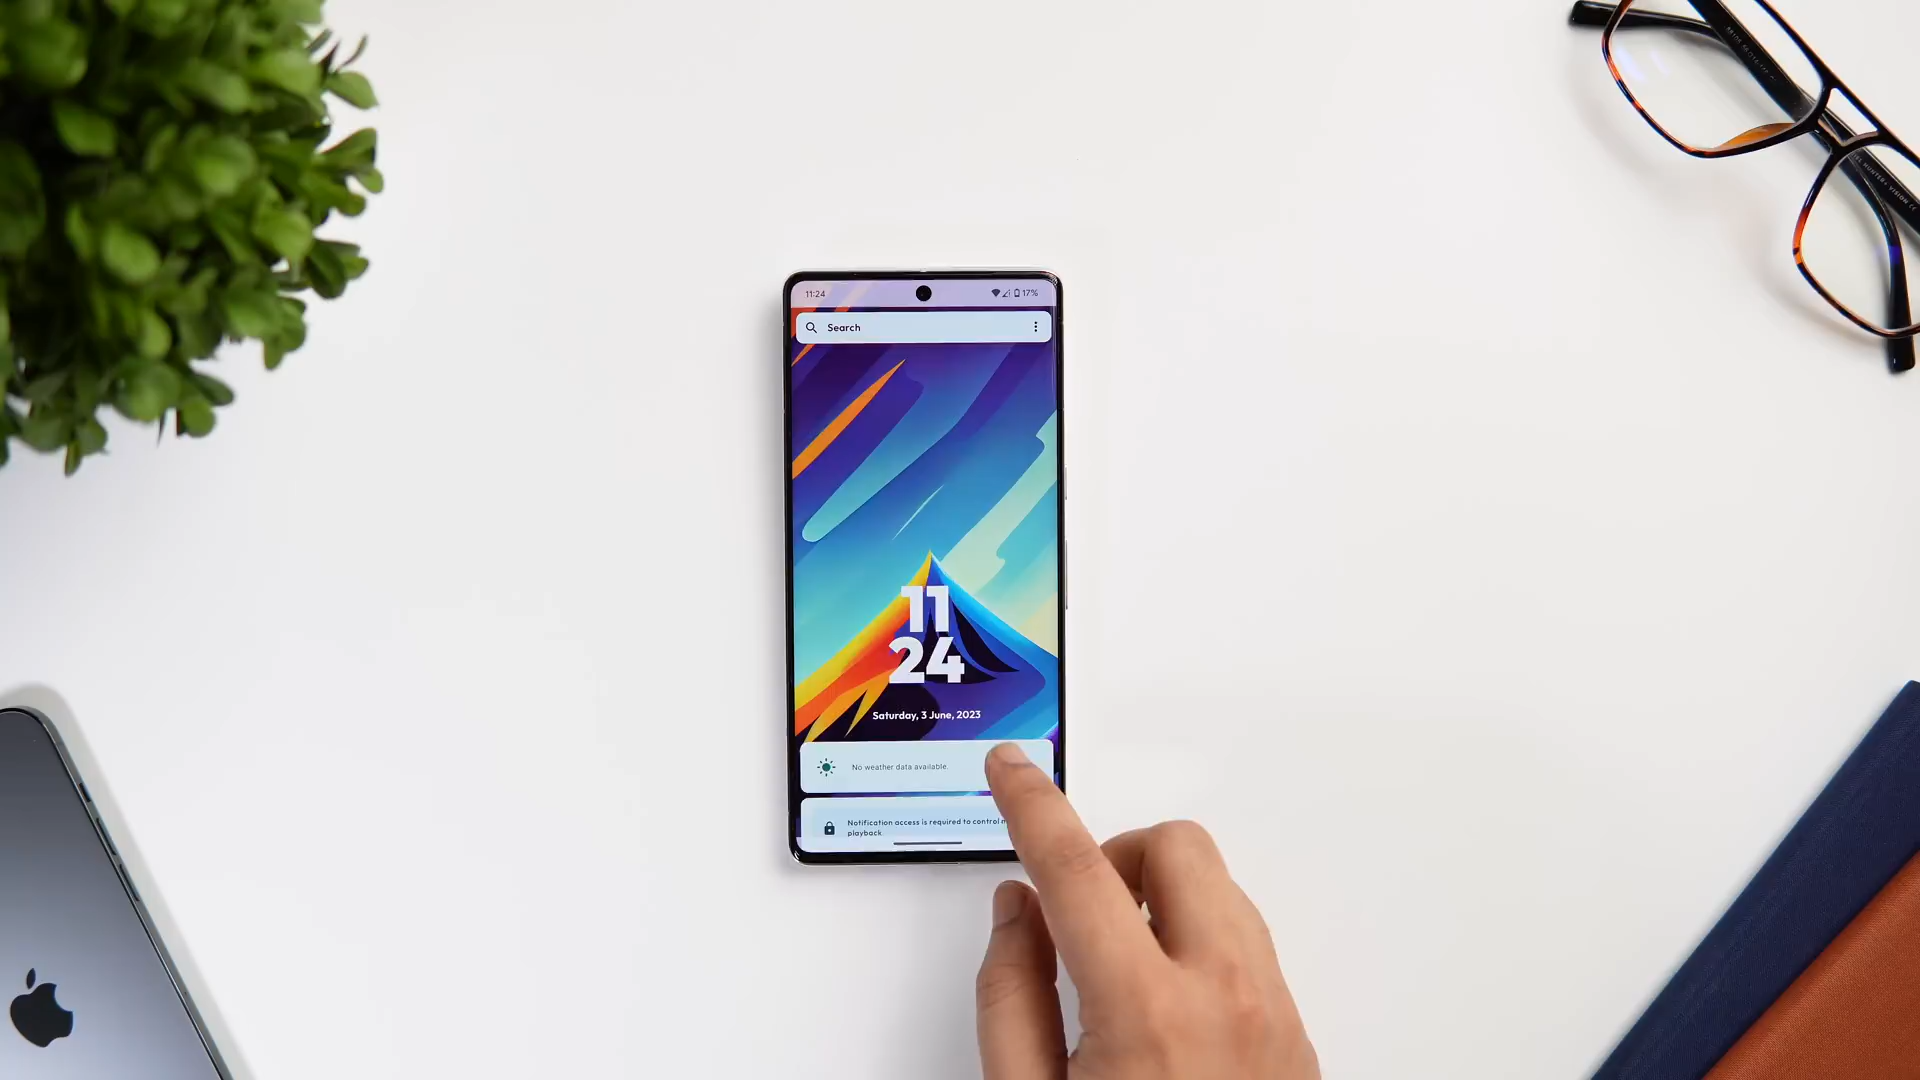 11:24
17%
Search
11
24
Saturday, 3 June, 2023
No weather data available.
Notification access is required to control
playback